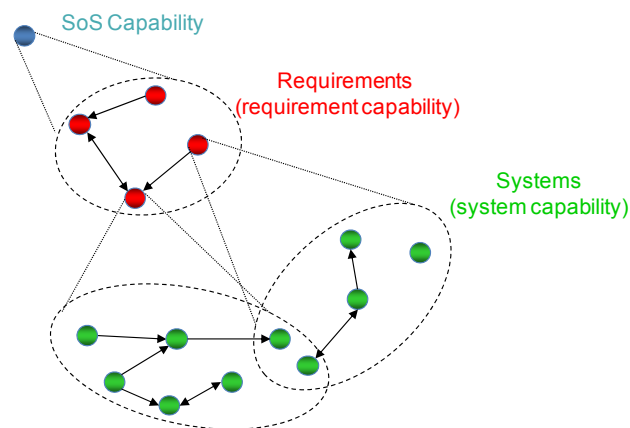 SoS Capability
Requirements
(requirement capability)
Systems
(system capability)